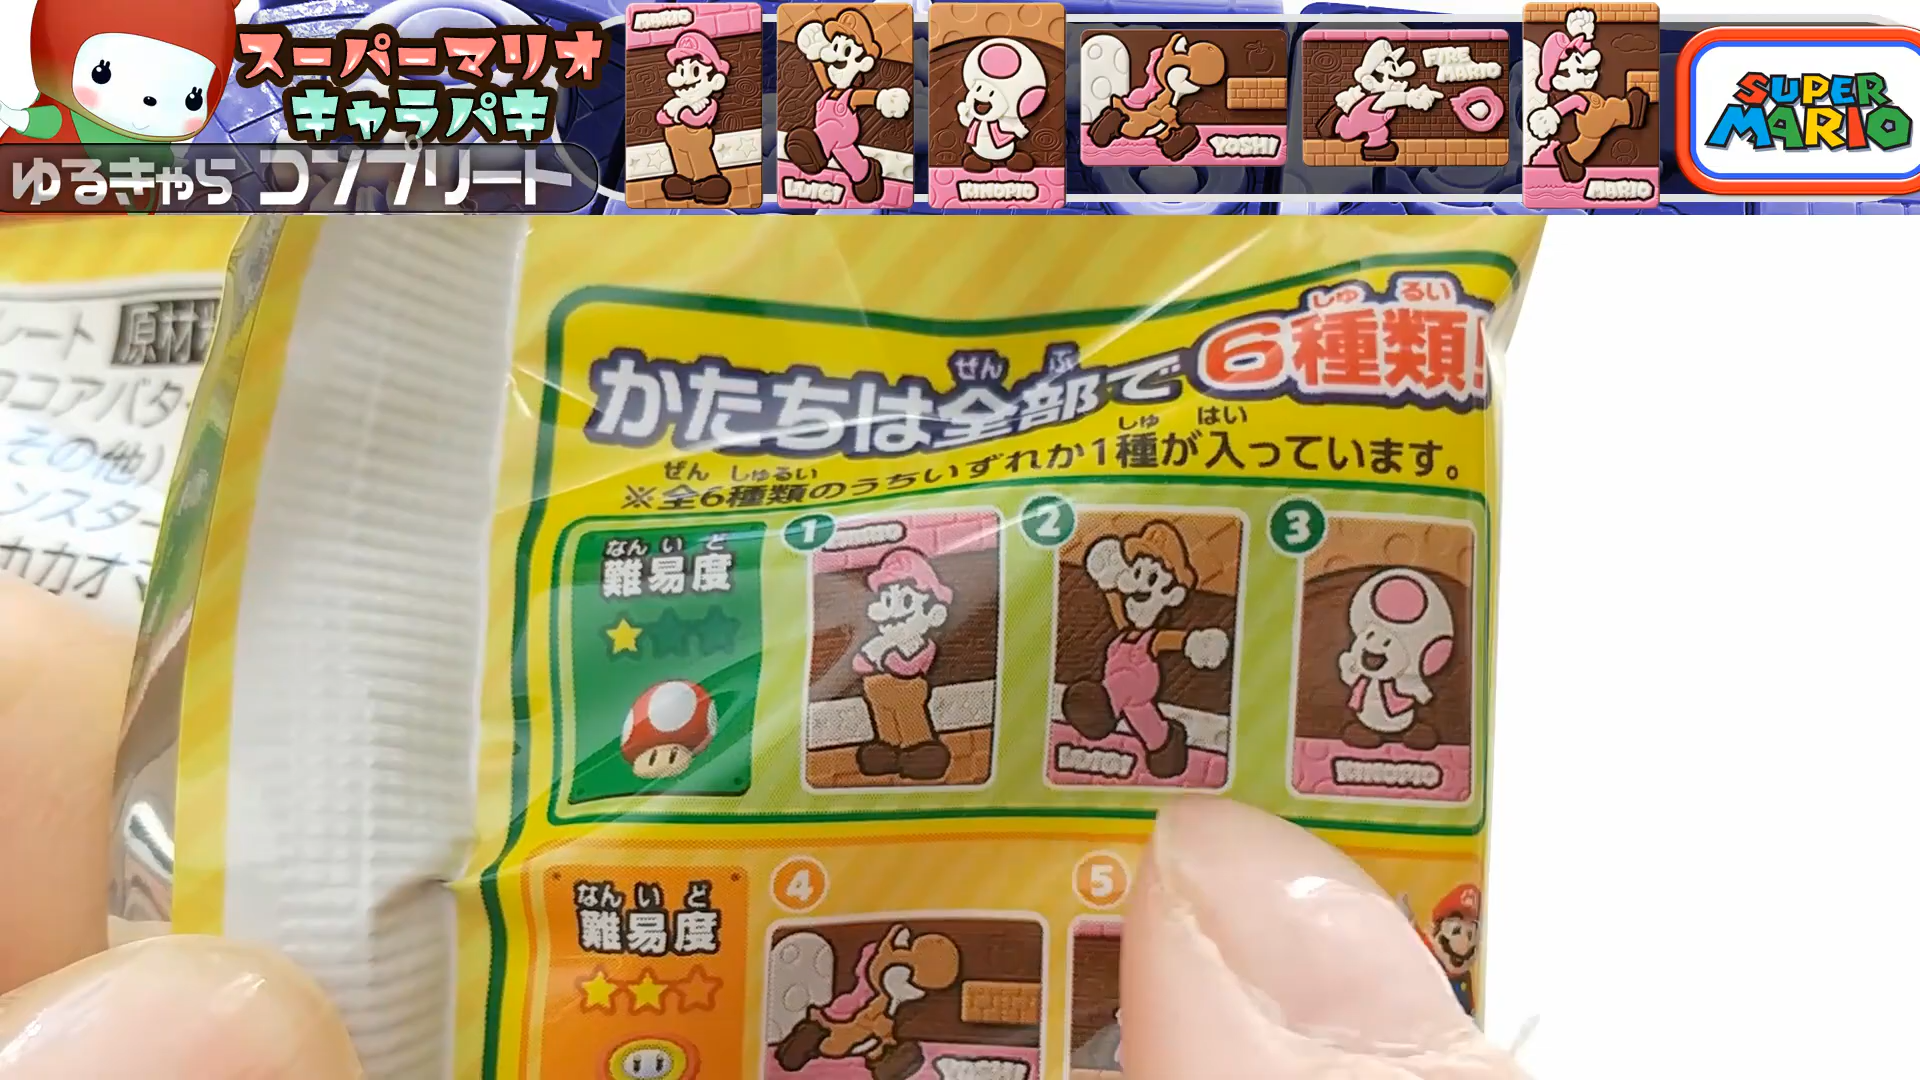 スーパーマリオ
キャラパキ
ゆるきゃら コンプリート
MARIO
LUIGI
KINOPIO
YOSHI
FIRE
MARIO
MARIO
SUPER
MARIO
レート 原材
ココアバタ
その他)
カカオマ
しゅ るい
ぜん ぶ
かたちは全部で6種類!
しゅ はい
ぜん しゅるい
※全6種類のうちいずれか1種が入っています。
なん い ど
難易度
1
2
LUIGI
3
KINOPIO
なん い ど
難易度
4
YOSHI
5